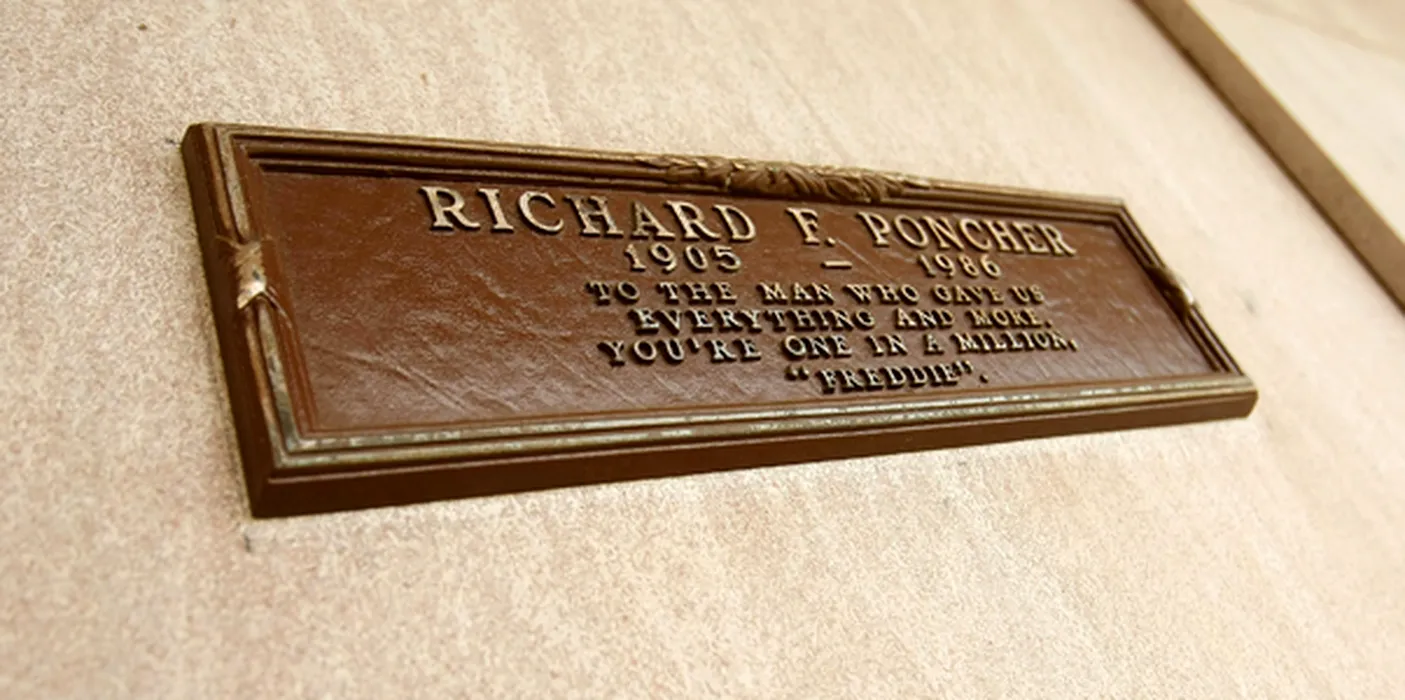 RICHARD F. PONCHER
1905 – 1986
TO THE MAN WHO GAVE US
EVERYTHING AND MORE.
YOU'RE ONE IN A MILLION,
"FREDDIE".